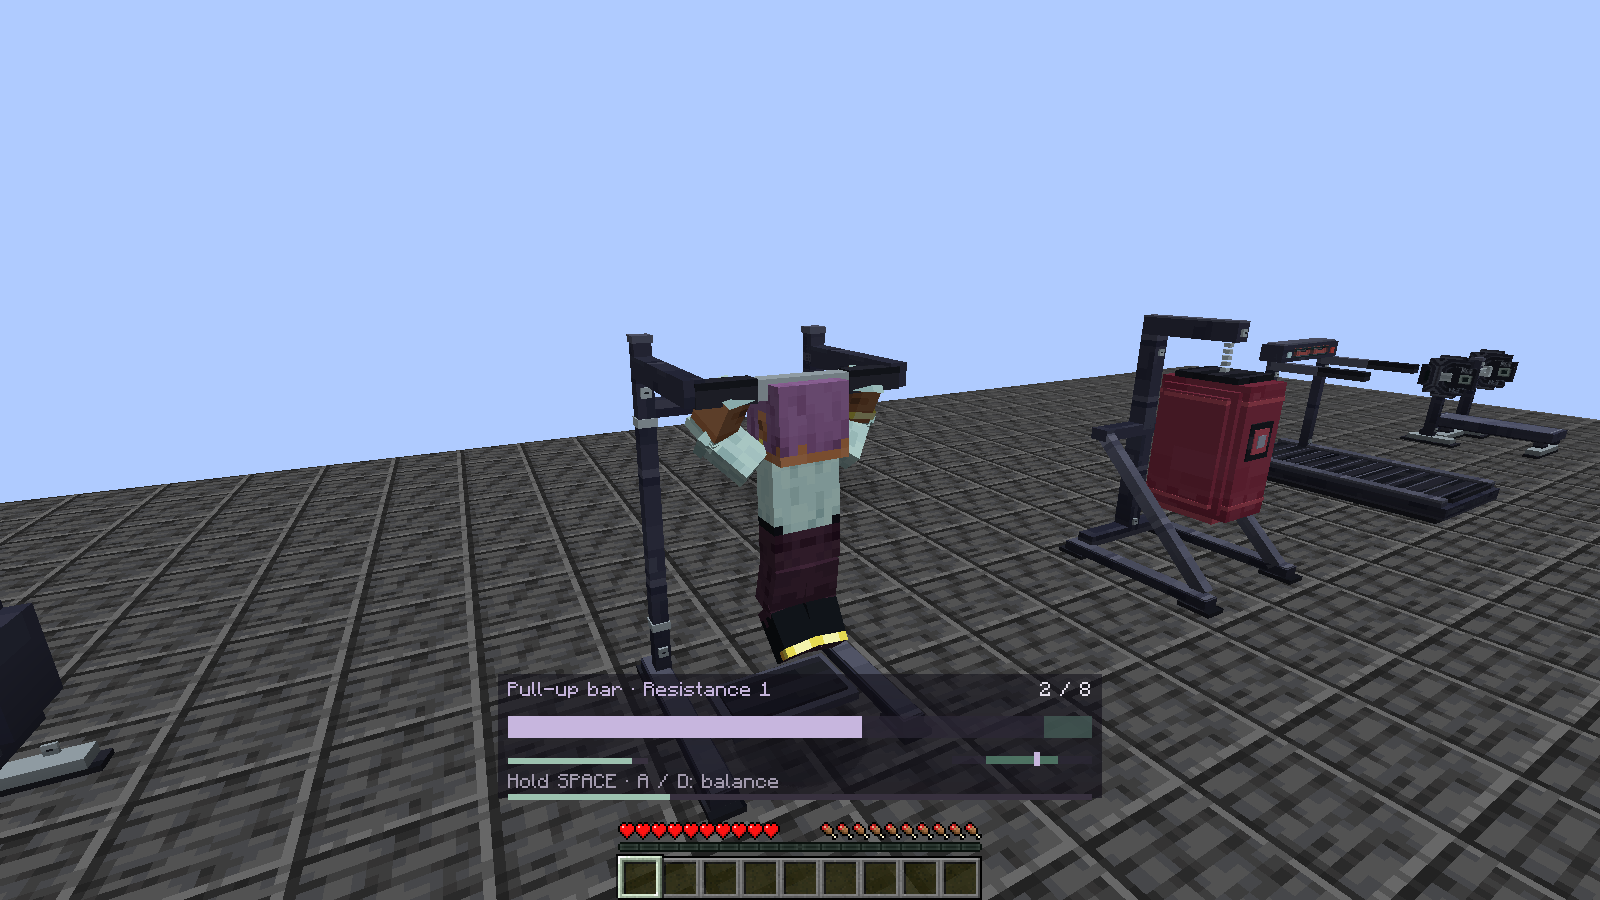 Pull-up bar · Resistance 1
2 / 8
Hold SPACE · A / D: balance